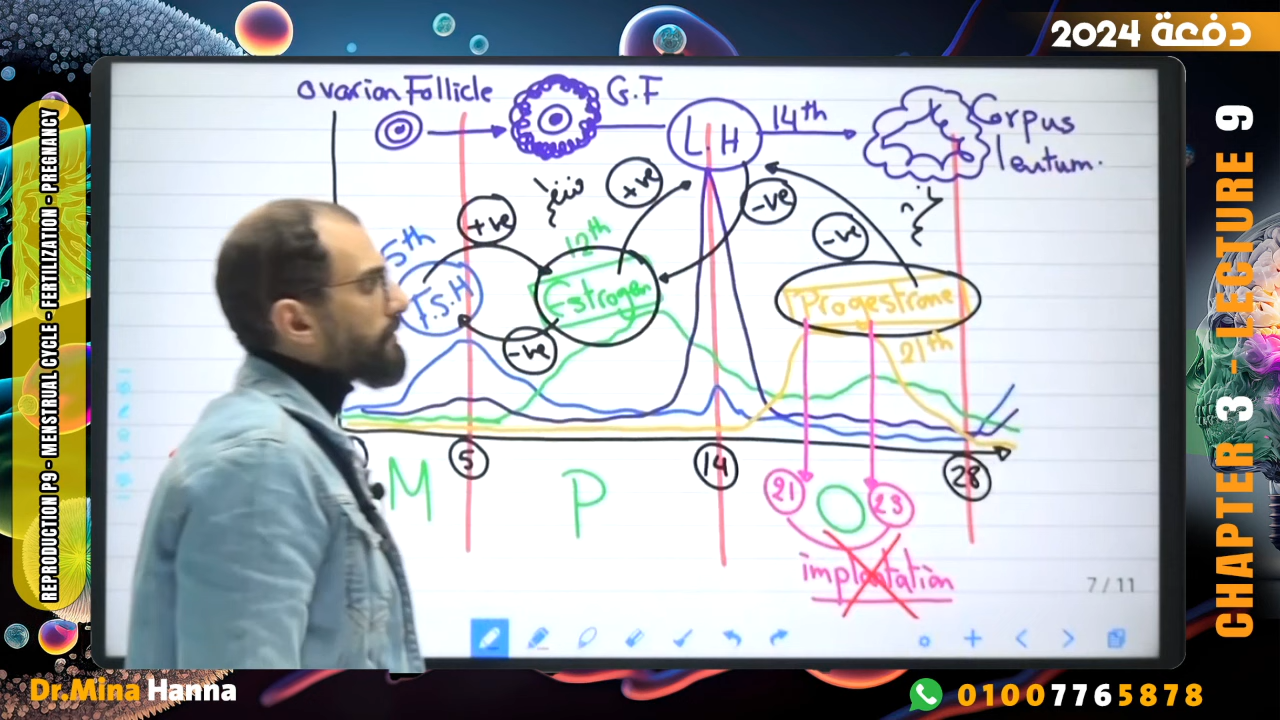 دفعة 2024
REPRODUCTION P9 - MENSTRUAL CYCLE - FERTILIZATION - PREGNANCY
CHAPTER 3 - LECTURE 9
ovarian Follicle
G.F
L.H
14th
Corpus
leutum.
+ve
+ve
-ve
-ve
5th
12th
F.S.H
Estrogen
Progestrone
-ve
21th
5
14
28
M
P
21
23
implantation
7 / 11
Dr.Mina Hanna
01007765878